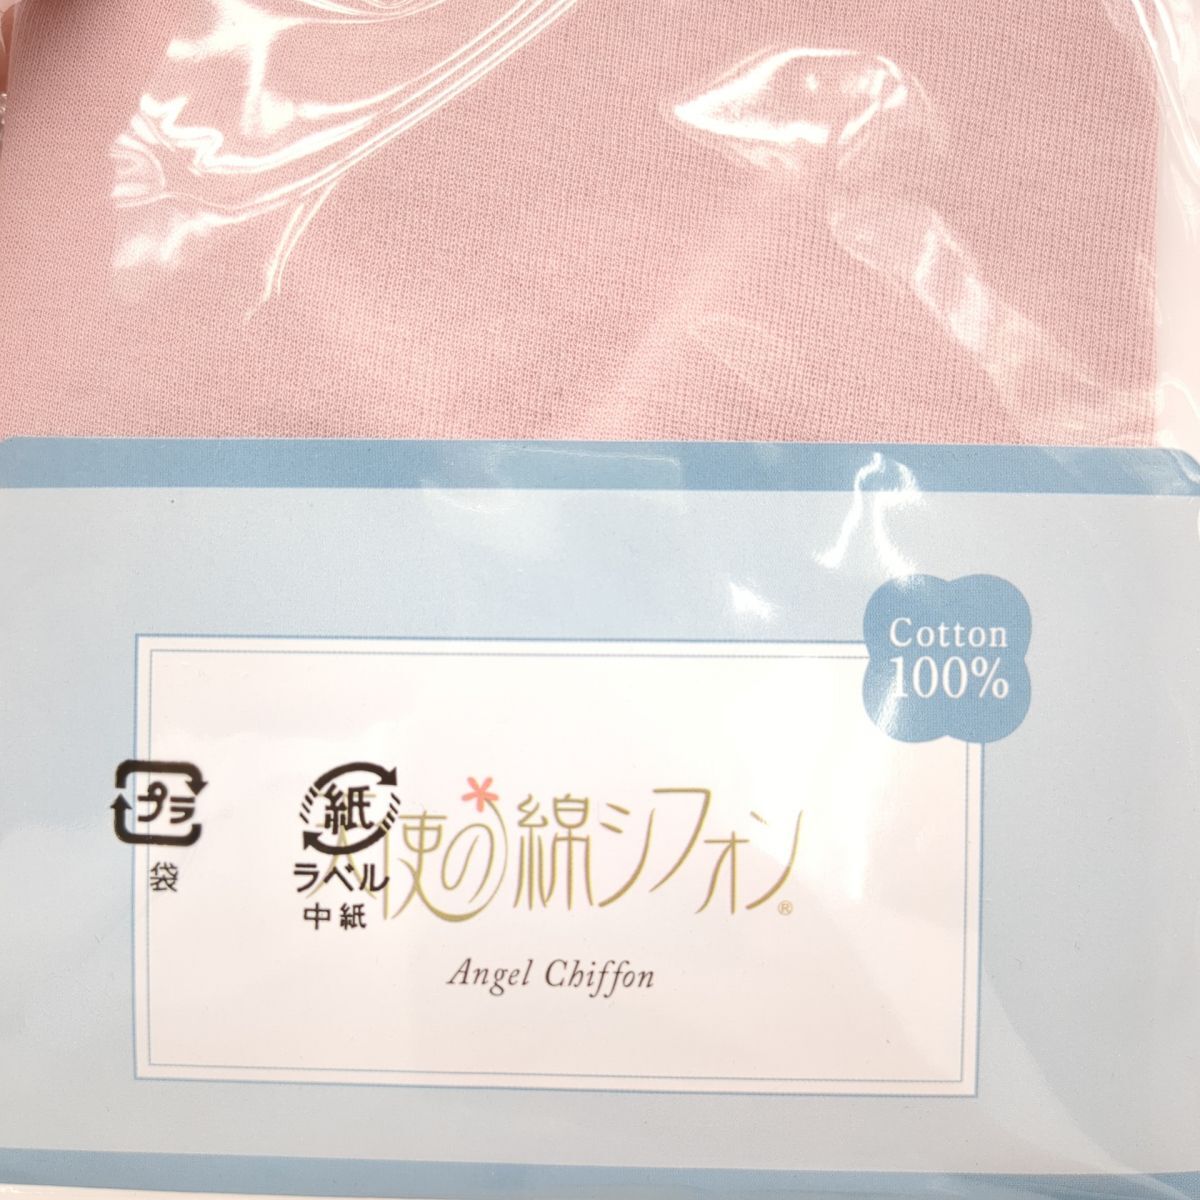 Cotton
100%
プラ
袋
紙
ラベル
中紙
天使の綿シフォン®
Angel Chiffon